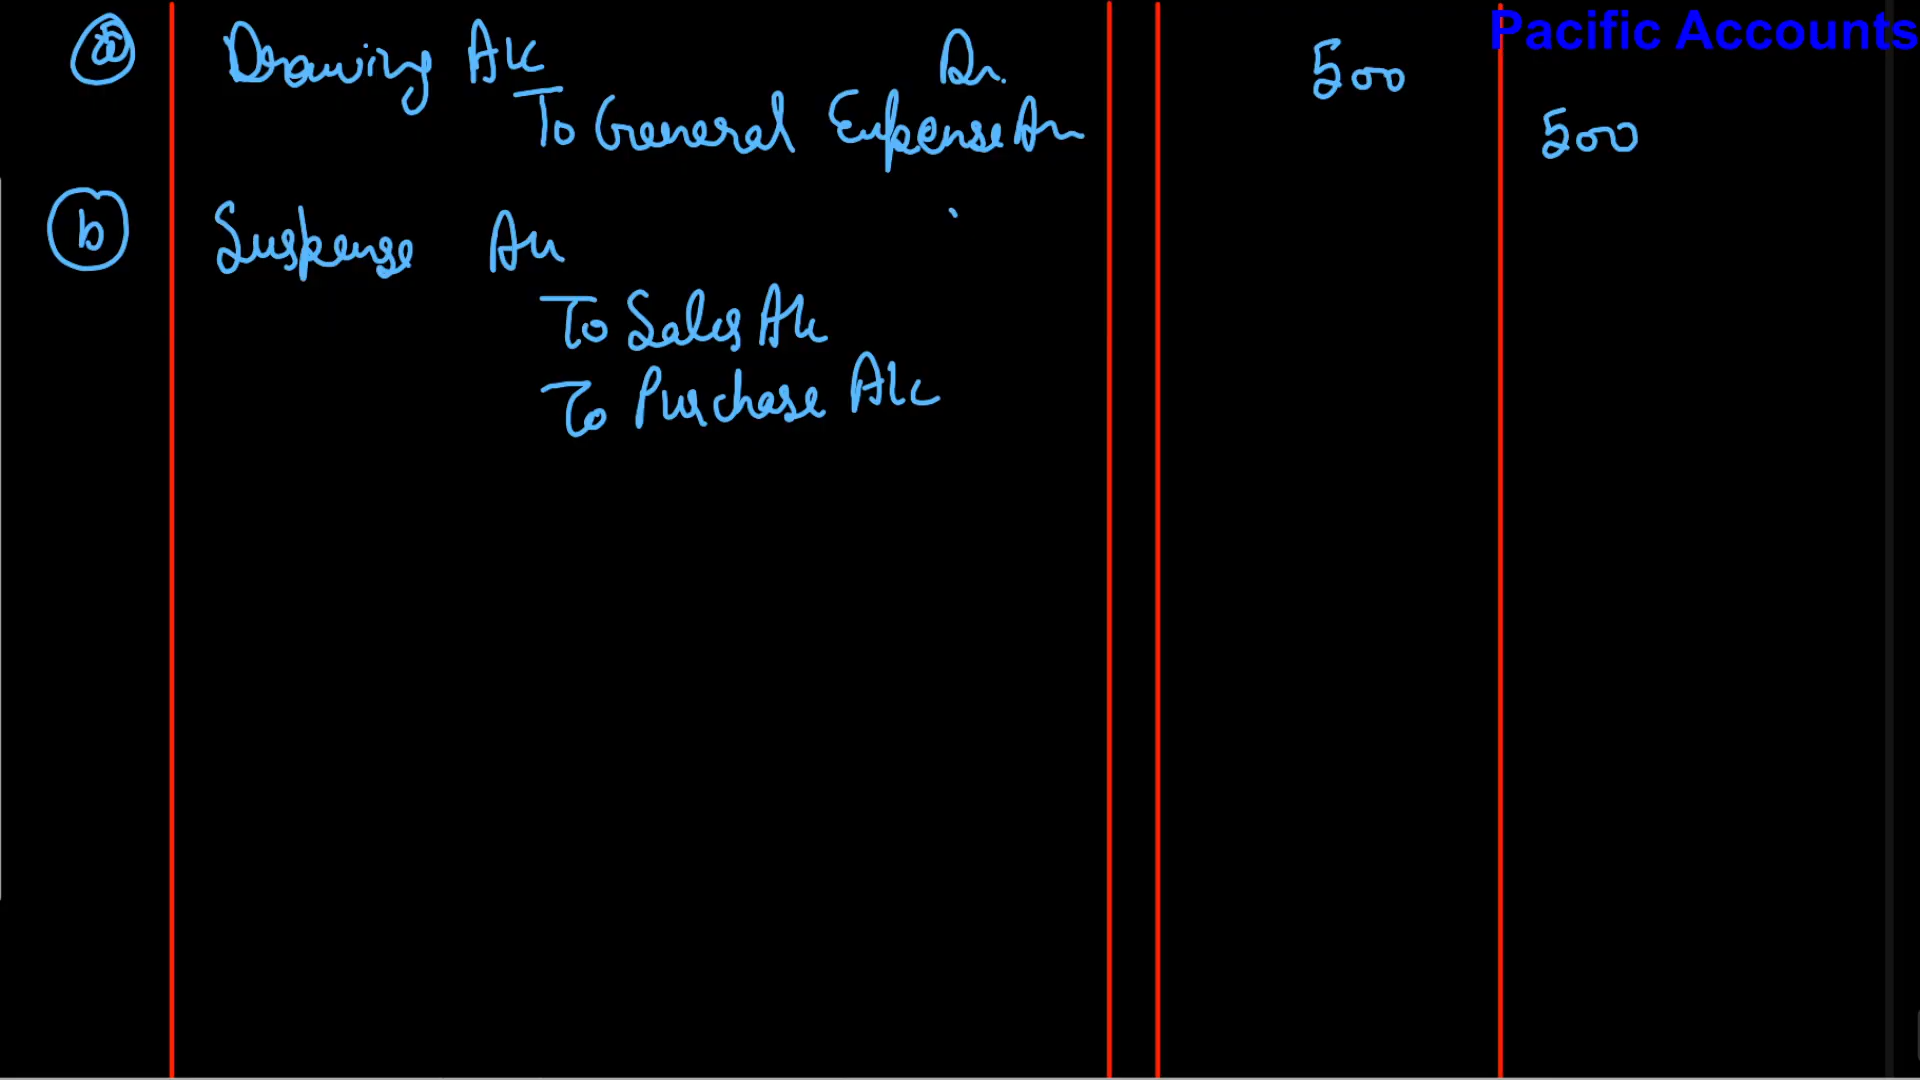 Pacific Accounts
a Drawing A/c Dr. 500
To General Expense A/c 500
b Suspense A/c
To Sales A/c
To Purchase A/c